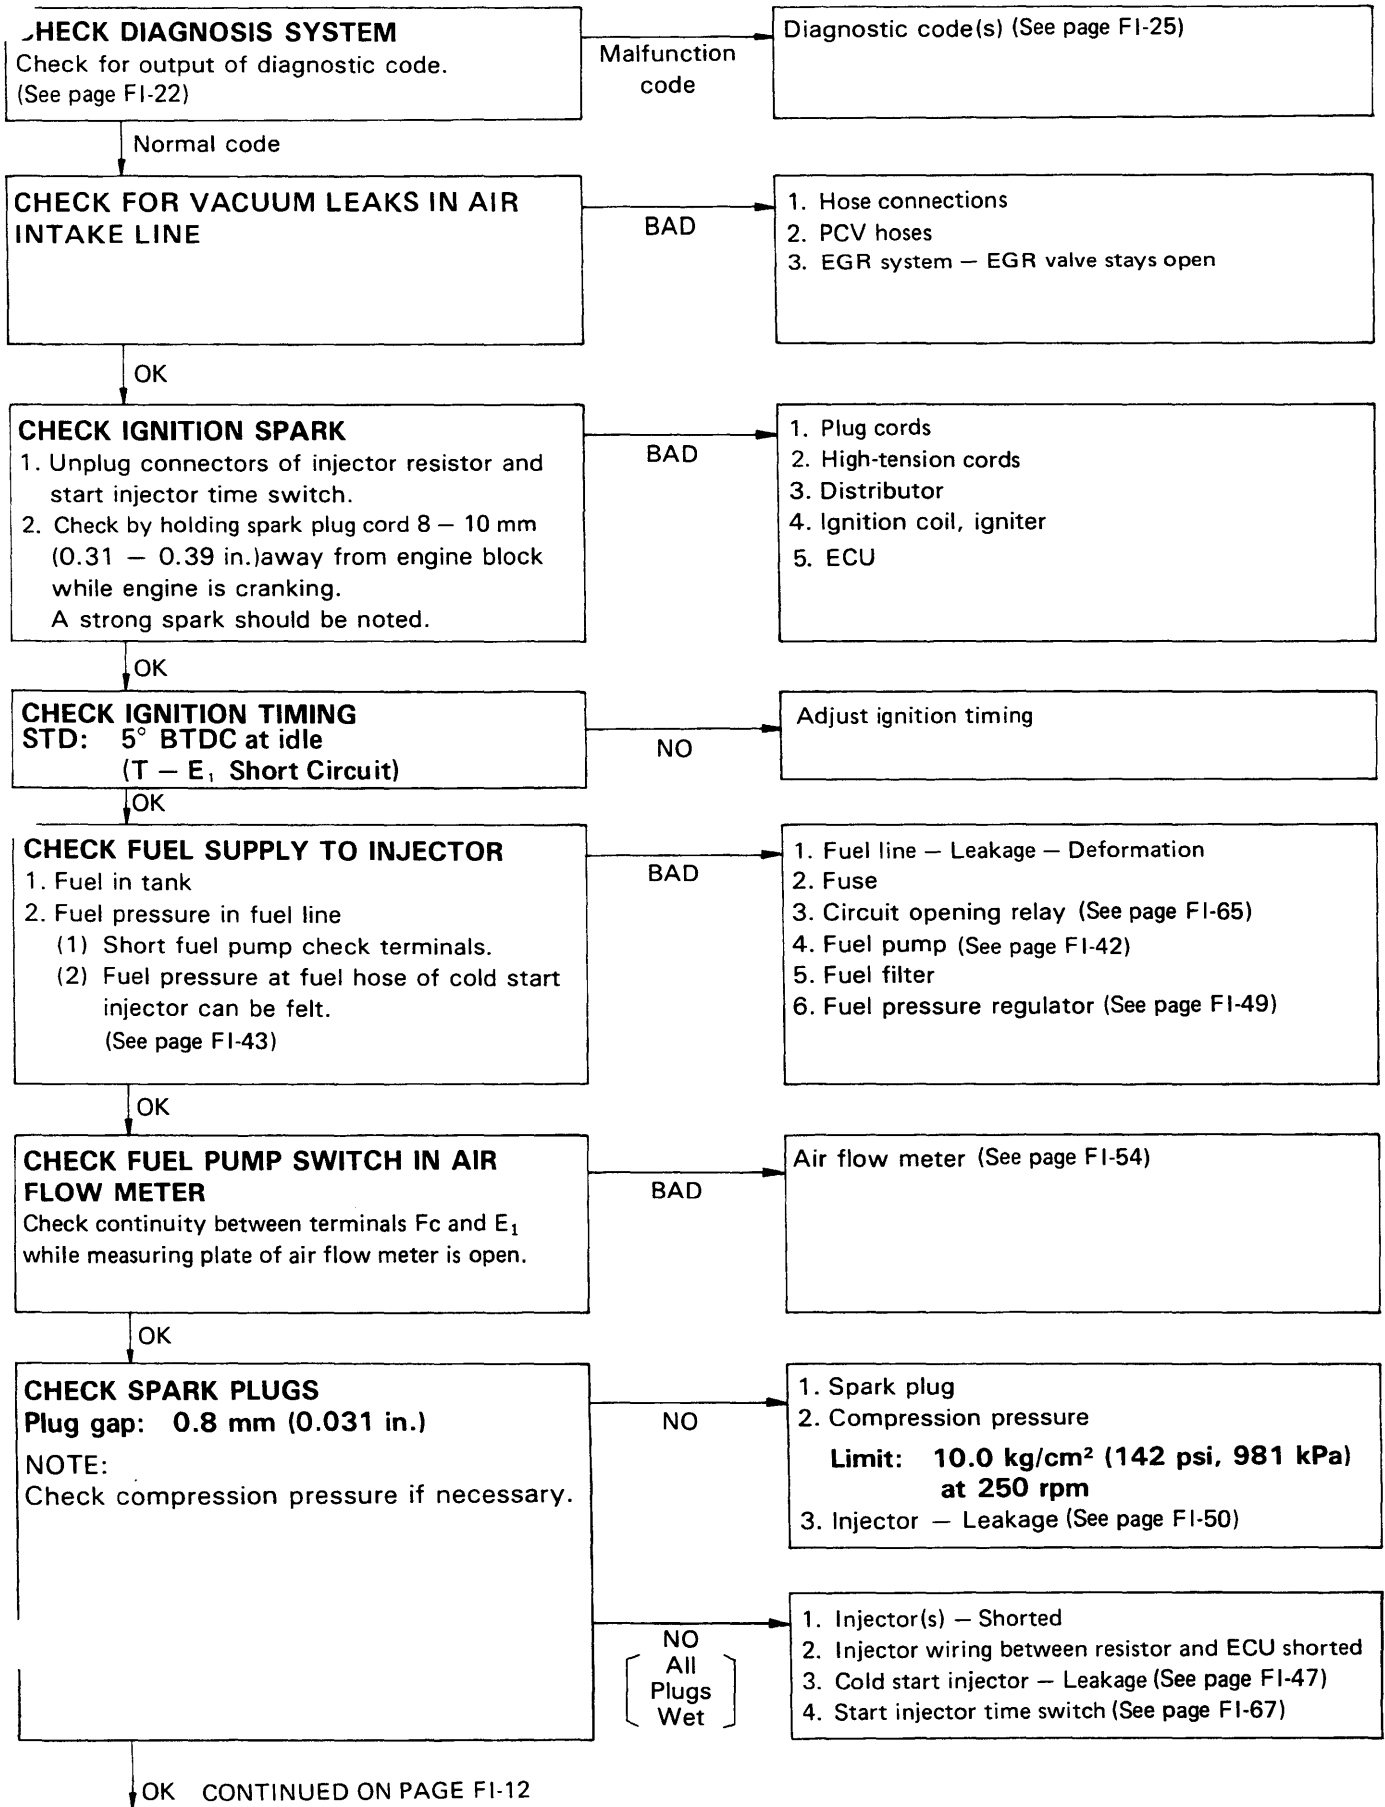 CHECK DIAGNOSIS SYSTEM
Check for output of diagnostic code.
(See page FI-22)
Malfunction
code
Diagnostic code(s) (See page FI-25)
Normal code
CHECK FOR VACUUM LEAKS IN AIR
INTAKE LINE
BAD
1. Hose connections
2. PCV hoses
3. EGR system — EGR valve stays open
OK
CHECK IGNITION SPARK
1. Unplug connectors of injector resistor and
start injector time switch.
2. Check by holding spark plug cord 8 — 10 mm
(0.31 — 0.39 in.)away from engine block
while engine is cranking.
A strong spark should be noted.
BAD
1. Plug cords
2. High-tension cords
3. Distributor
4. Ignition coil, igniter
5. ECU
OK
CHECK IGNITION TIMING
STD: 5° BTDC at idle
(T — E₁ Short Circuit)
NO
Adjust ignition timing
OK
CHECK FUEL SUPPLY TO INJECTOR
1. Fuel in tank
2. Fuel pressure in fuel line
(1) Short fuel pump check terminals.
(2) Fuel pressure at fuel hose of cold start
injector can be felt.
(See page FI-43)
BAD
1. Fuel line — Leakage — Deformation
2. Fuse
3. Circuit opening relay (See page FI-65)
4. Fuel pump (See page FI-42)
5. Fuel filter
6. Fuel pressure regulator (See page FI-49)
OK
CHECK FUEL PUMP SWITCH IN AIR
FLOW METER
Check continuity between terminals Fc and E₁
while measuring plate of air flow meter is open.
BAD
Air flow meter (See page FI-54)
OK
CHECK SPARK PLUGS
Plug gap: 0.8 mm (0.031 in.)
NOTE:
Check compression pressure if necessary.
NO
1. Spark plug
2. Compression pressure
Limit: 10.0 kg/cm² (142 psi, 981 kPa)
at 250 rpm
3. Injector — Leakage (See page FI-50)
NO
All
Plugs
Wet
1. Injector(s) — Shorted
2. Injector wiring between resistor and ECU shorted
3. Cold start injector — Leakage (See page FI-47)
4. Start injector time switch (See page FI-67)
OK CONTINUED ON PAGE FI-12